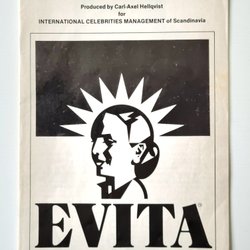 Produced by Carl-Axel Hellqvist
for
INTERNATIONAL CELEBRITIES MANAGEMENT of Scandinavia
EVITA